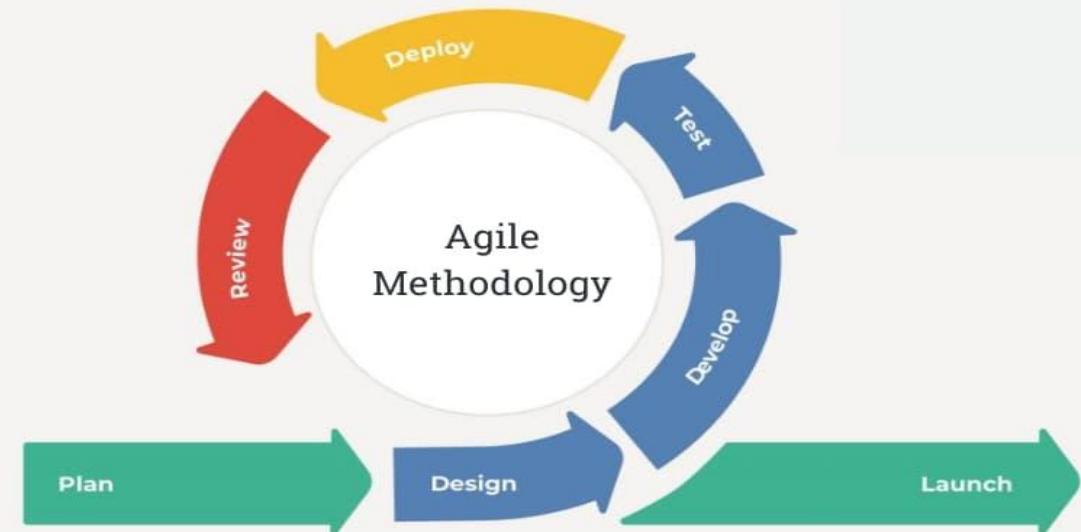 Deploy
Test
Review
Agile
Methodology
Develop
Plan
Design
Launch